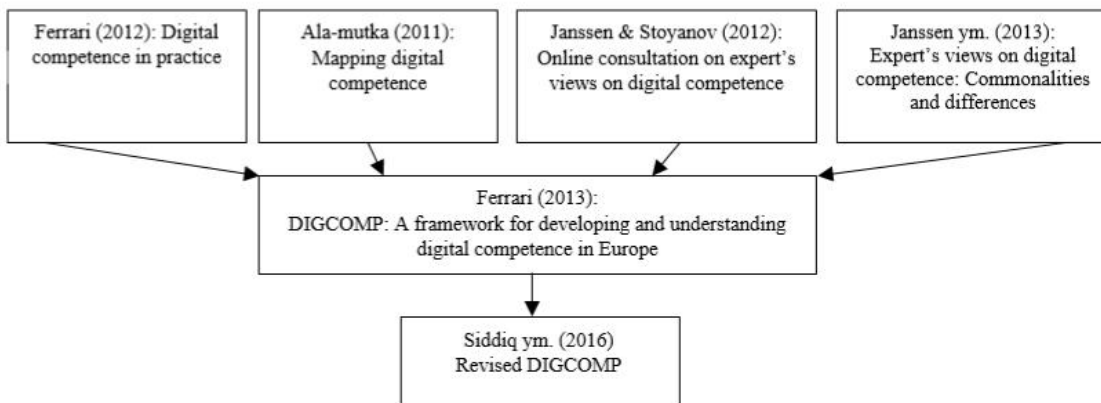 Ferrari (2012): Digital
competence in practice
Ala-mutka (2011):
Mapping digital
competence
Janssen & Stoyanov (2012):
Online consultation on expert's
views on digital competence
Janssen ym. (2013):
Expert's views on digital
competence: Commonalities
and differences
Ferrari (2013):
DIGCOMP: A framework for developing and understanding
digital competence in Europe
Siddiq ym. (2016)
Revised DIGCOMP